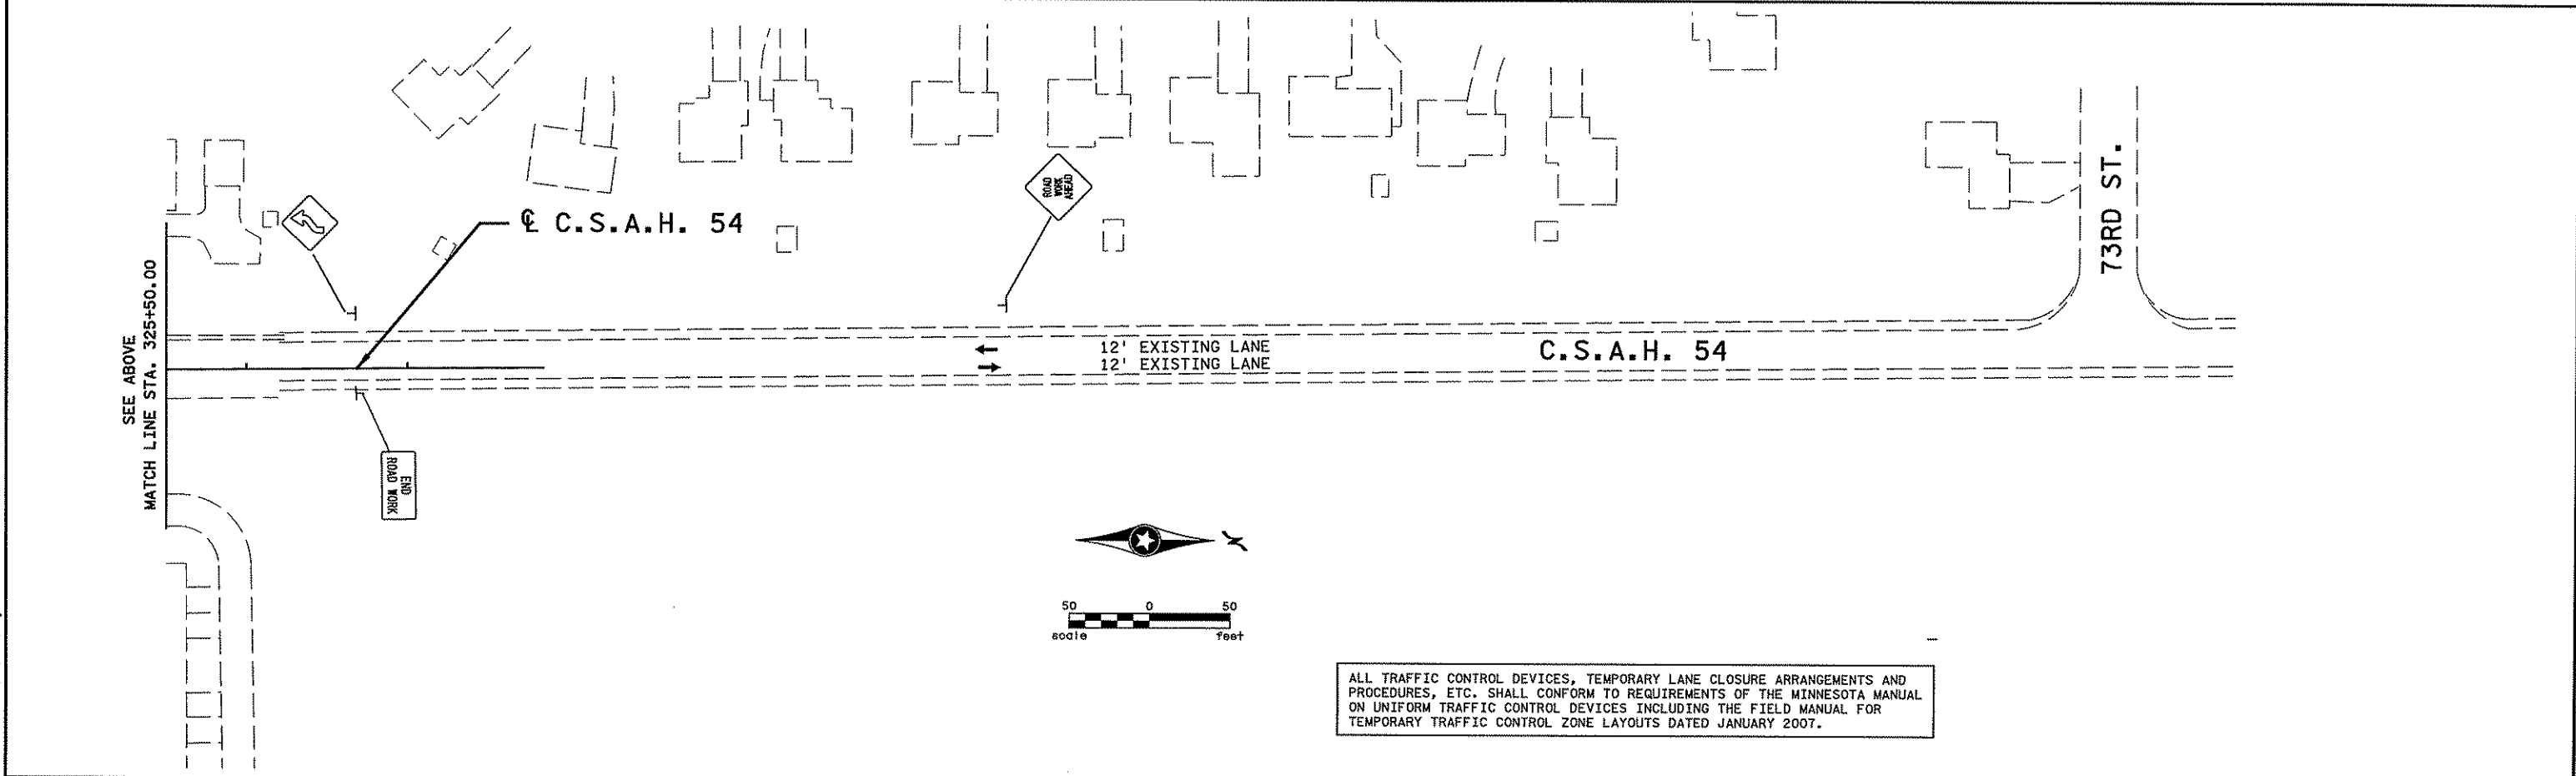 ℄ C.S.A.H. 54
ROAD
WORK
AHEAD
73RD ST.
SEE ABOVE
MATCH LINE STA. 325+50.00
12' EXISTING LANE
12' EXISTING LANE
C.S.A.H. 54
END
ROAD WORK
50 0 50
scale feet
ALL TRAFFIC CONTROL DEVICES, TEMPORARY LANE CLOSURE ARRANGEMENTS AND
PROCEDURES, ETC. SHALL CONFORM TO REQUIREMENTS OF THE MINNESOTA MANUAL
ON UNIFORM TRAFFIC CONTROL DEVICES INCLUDING THE FIELD MANUAL FOR
TEMPORARY TRAFFIC CONTROL ZONE LAYOUTS DATED JANUARY 2007.